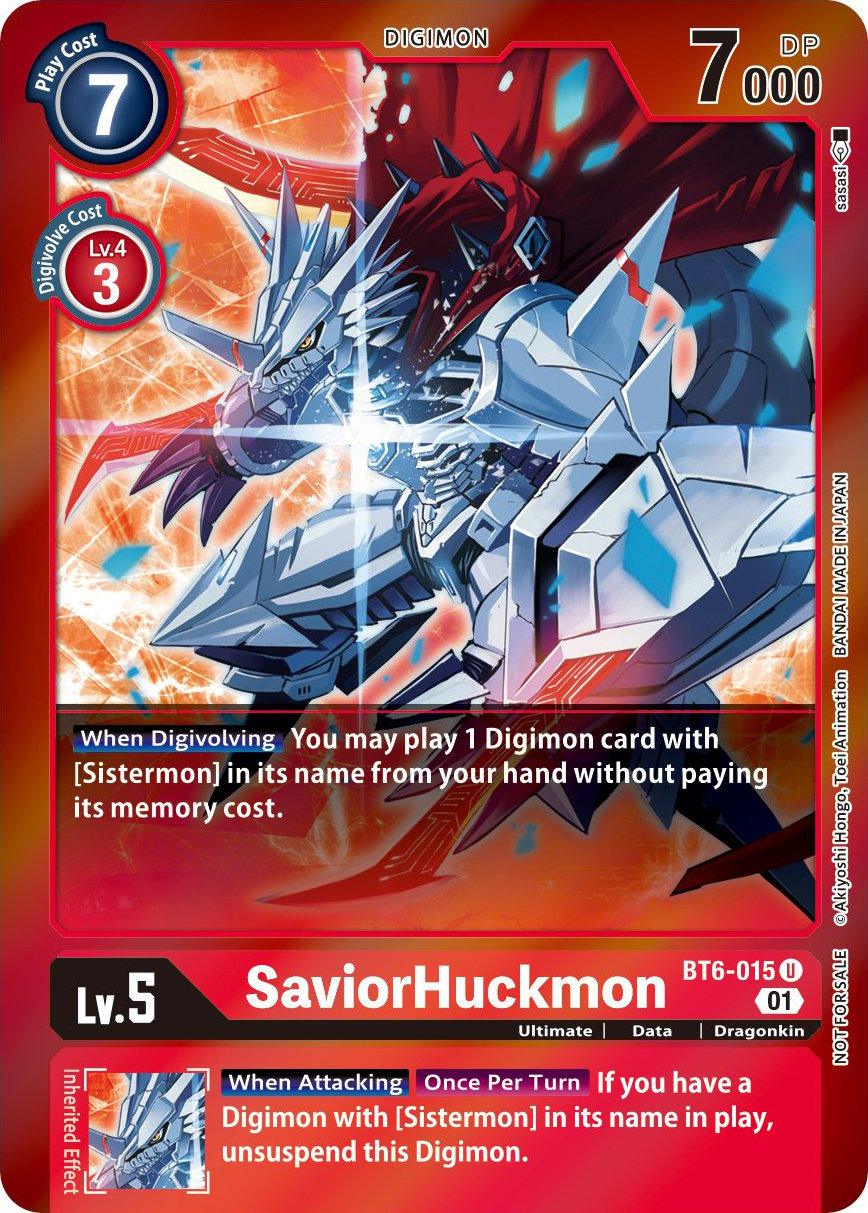 DIGIMON
Play Cost
7
7000
DP
Digivolve Cost
Lv.4
3
sasasi
When Digivolving You may play 1 Digimon card with
[Sistermon] in its name from your hand without paying
its memory cost.
©Akiyoshi Hongo, Toei Animation BANDAI MADE IN JAPAN
NOT FOR SALE
Lv.5
SaviorHuckmon
BT6-015 U
01
Ultimate | Data | Dragonkin
Inherited Effect
When Attacking Once Per Turn If you have a
Digimon with [Sistermon] in its name in play,
unsuspend this Digimon.